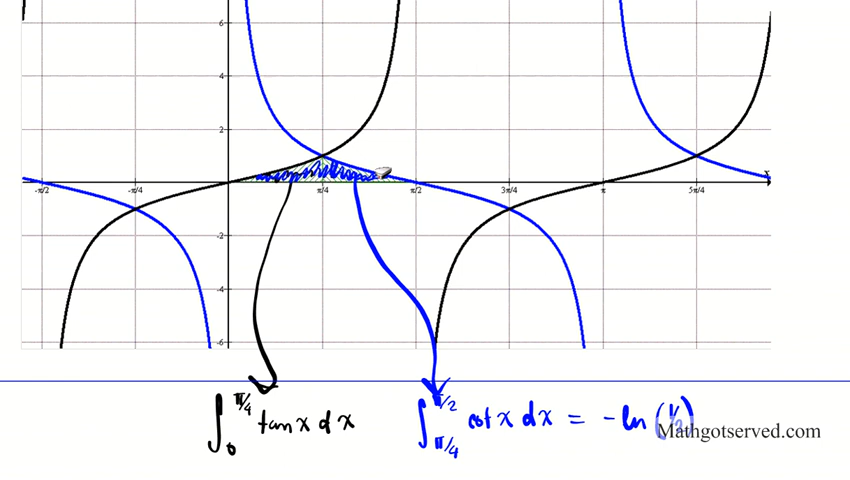 6
4
2
x
-π/2 -π/4 π/4 π/2 3π/4 π 5π/4
-2
-4
-6
∫₀^(π/4) tan x dx ∫_(π/4)^(π/2) cot x dx = -ln (1/2)
Mathgotserved.com